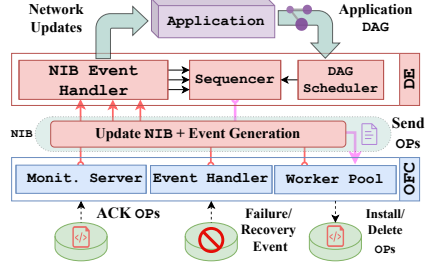 Network
Updates
Application
Application
DAG
NIB Event
Handler
Sequencer
DAG
Scheduler
DE
NIB
Update NIB + Event Generation
Send
OPs
Monit. Server
Event Handler
Worker Pool
OFC
ACK OPs
Failure/
Recovery
Event
Install/
Delete
OPs